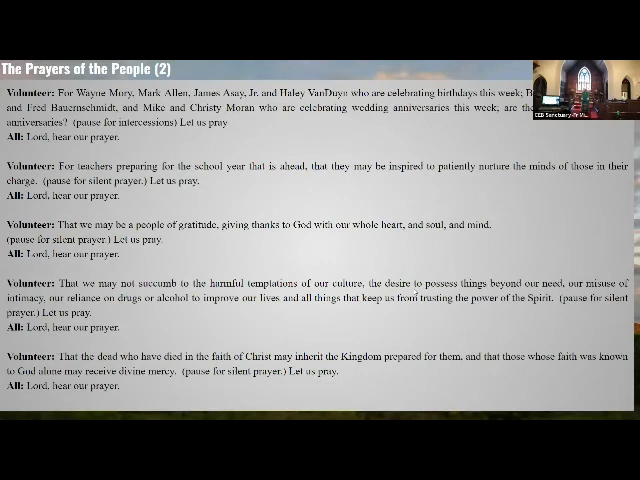 The Prayers of the People (2)
Volunteer: For Wayne Mory, Mark Allen, James Asay, Jr. and Haley VanDuyn who are celebrating birthdays this week;
and Fred Bauernschmidt, and Mike and Christy Moran who are celebrating wedding anniversaries this week; are the
anniversaries? (pause for intercessions) Let us pray
All: Lord, hear our prayer.
Volunteer: For teachers preparing for the school year that is ahead, that they may be inspired to patiently nurture the minds of those in their
charge. (pause for silent prayer.) Let us pray.
All: Lord, hear our prayer.
Volunteer: That we may be a people of gratitude, giving thanks to God with our whole heart, and soul, and mind.
(pause for silent prayer.) Let us pray.
All: Lord, hear our prayer.
Volunteer: That we may not succumb to the harmful temptations of our culture, the desire to possess things beyond our need, our misuse of
intimacy, our reliance on drugs or alcohol to improve our lives and all things that keep us from trusting the power of the Spirit. (pause for silent
prayer.) Let us pray.
All: Lord, hear our prayer.
Volunteer: That the dead who have died in the faith of Christ may inherit the Kingdom prepared for them, and that those whose faith was known
to God alone may receive divine mercy. (pause for silent prayer.) Let us pray.
All: Lord, hear our prayer.